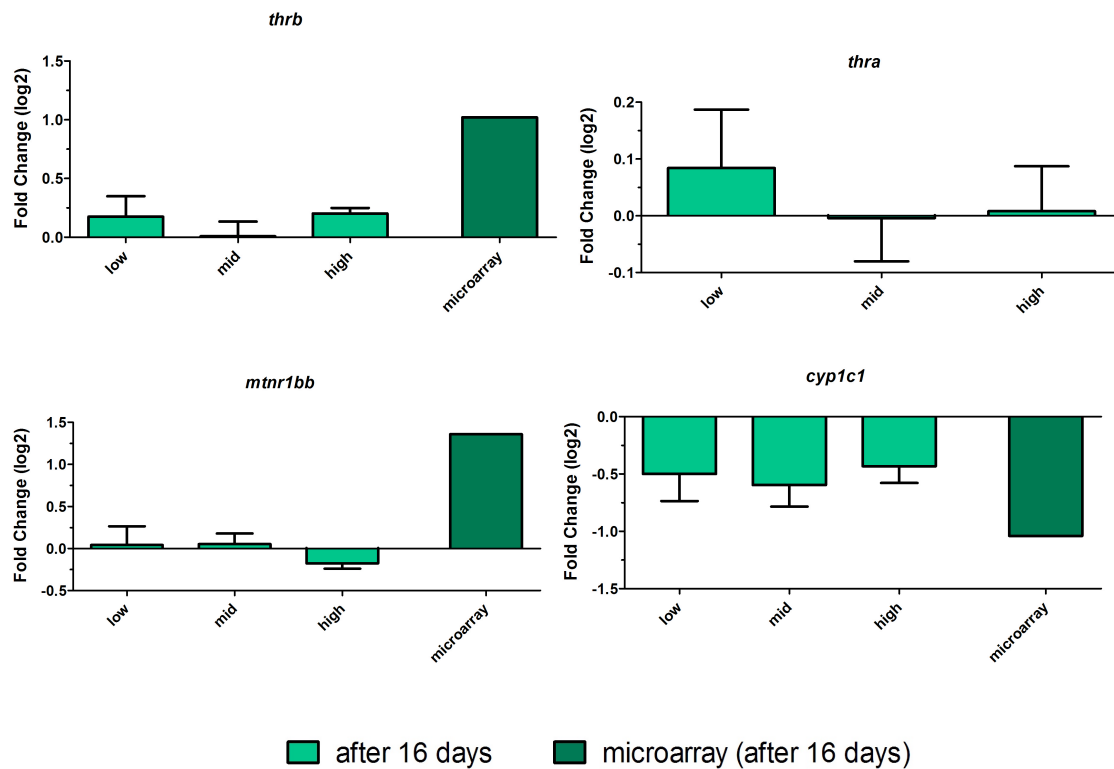 thrb
Fold Change (log2)
1.5
1.0
0.5
0.0
low
mid
high
microarray
thra
Fold Change (log2)
0.2
0.1
0.0
-0.1
low
mid
high
mtnr1bb
Fold Change (log2)
1.5
1.0
0.5
0.0
-0.5
low
mid
high
microarray
cyp1c1
Fold Change (log2)
0.0
-0.5
-1.0
-1.5
low
mid
high
microarray
after 16 days
microarray (after 16 days)